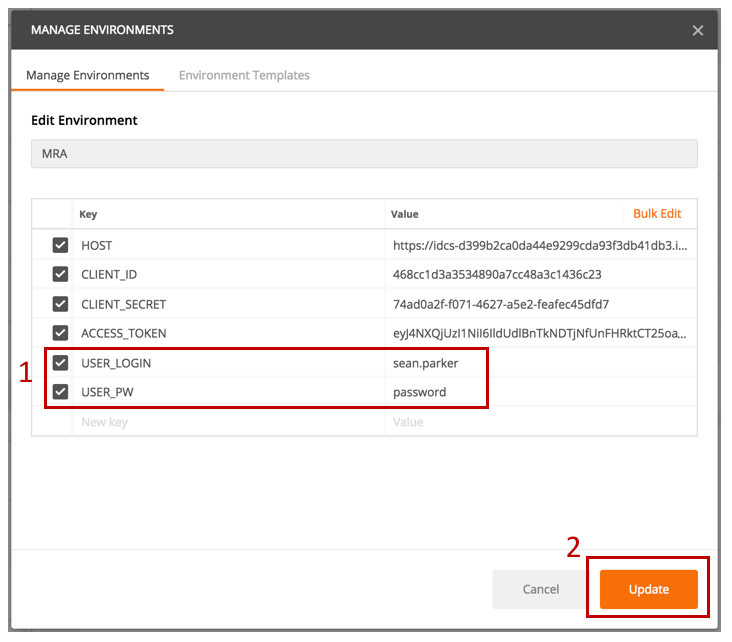 MANAGE ENVIRONMENTS
Manage Environments Environment Templates
Edit Environment
MRA
Key Value Bulk Edit
HOST https://idcs-d399b2ca0da44e9299cda93f3db41db3.i...
CLIENT_ID 468cc1d3a3534890a7cc48a3c1436c23
CLIENT_SECRET 74ad0a2f-f071-4627-a5e2-feafec45dfd7
ACCESS_TOKEN eyJ4NXQjUzI1NiI6IldUdlBnTkNDTjNfUnFHRktCT25oa...
1 USER_LOGIN sean.parker
USER_PW password
New key Value
2
Cancel Update